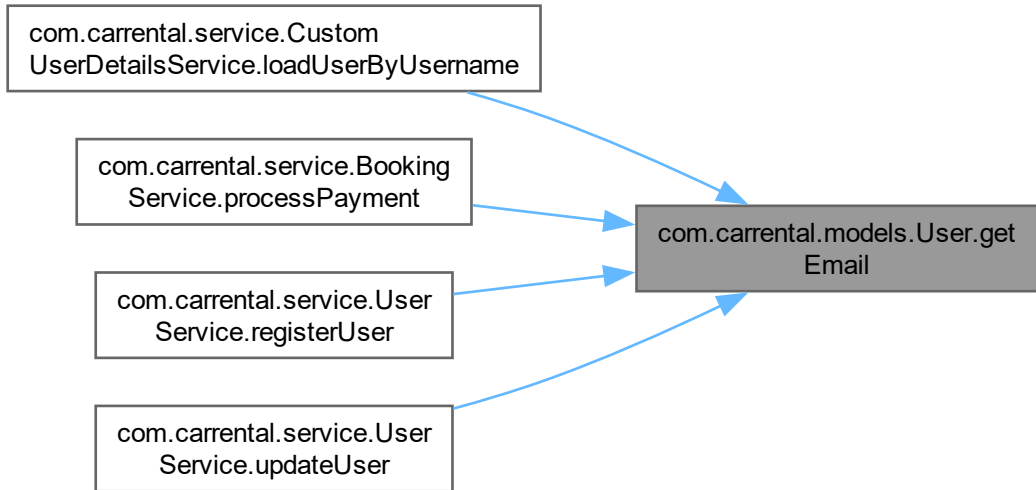 com.carrental.service.Custom
UserDetailsService.loadUserByUsername
com.carrental.service.Booking
Service.processPayment
com.carrental.models.User.get
Email
com.carrental.service.User
Service.registerUser
com.carrental.service.User
Service.updateUser